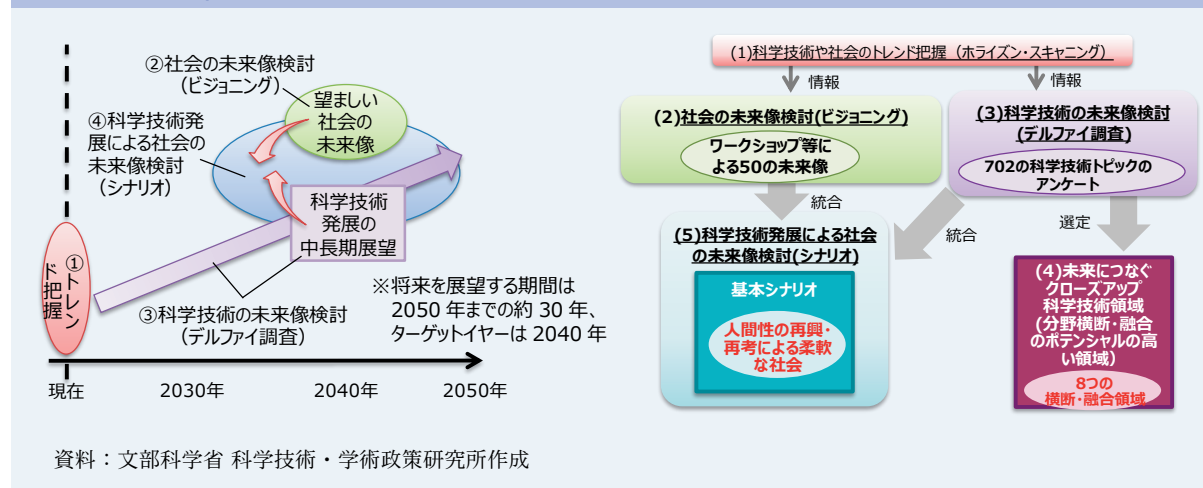 ②社会の未来像検討
（ビジョニング）
望ましい
社会の
未来像
④科学技術発
展による社会の
未来像検討
（シナリオ）
科学技術
発展の
中長期展望
①トレン
ド把握
③科学技術の未来像検討
（デルファイ調査）
※将来を展望する期間は
2050 年までの約 30 年、
ターゲットイヤーは 2040 年
現在
2030年
2040年
2050年
(1)科学技術や社会のトレンド把握（ホライズン・スキャニング）
情報
情報
(2)社会の未来像検討(ビジョニング)
ワークショップ等に
よる50の未来像
(3)科学技術の未来像検討
(デルファイ調査)
702の科学技術トピックの
アンケート
統合
統合
選定
(5)科学技術発展による社会
の未来像検討(シナリオ)
基本シナリオ
人間性の再興・
再考による柔軟
な社会
(4)未来につなぐ
クローズアップ
科学技術領域
(分野横断・融合
のポテンシャルの高
い領域)
8つの
横断・融合領域
資料：文部科学省 科学技術・学術政策研究所作成